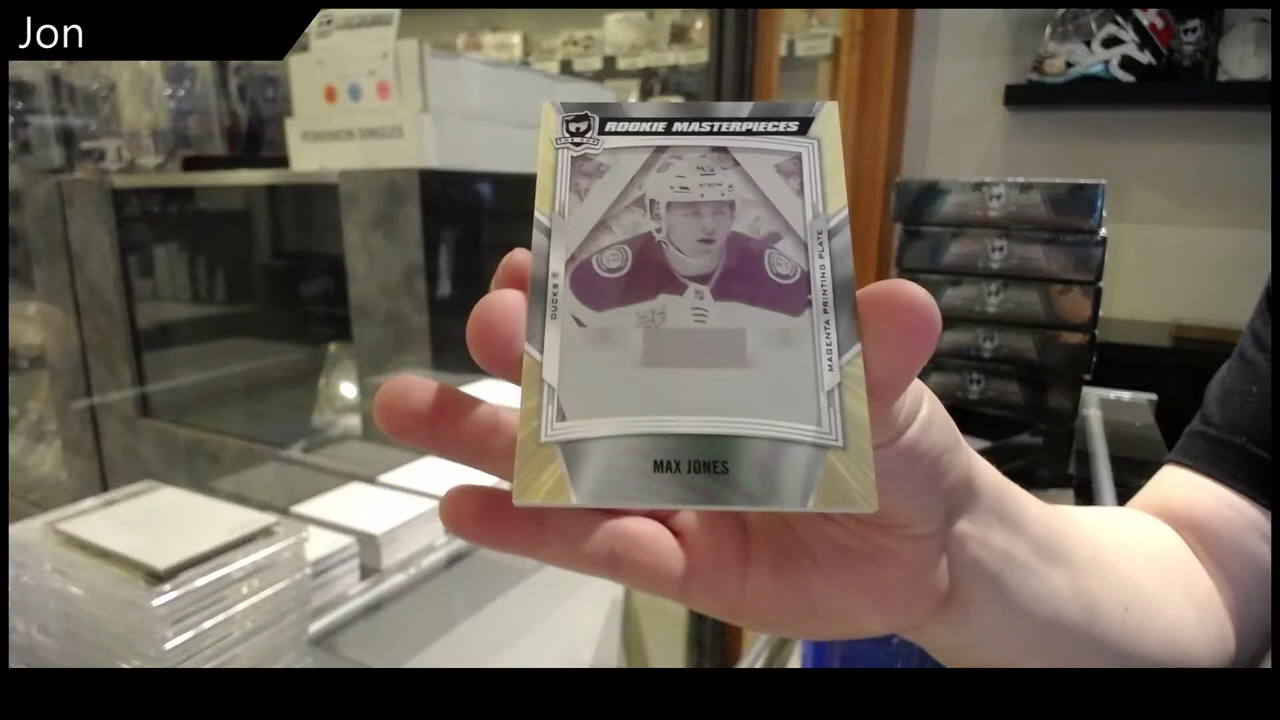 Jon
POKEMON SINGLES
ROOKIE MASTERPIECES
DUCKS
MAGENTA PRINTING PLATE
MAX JONES